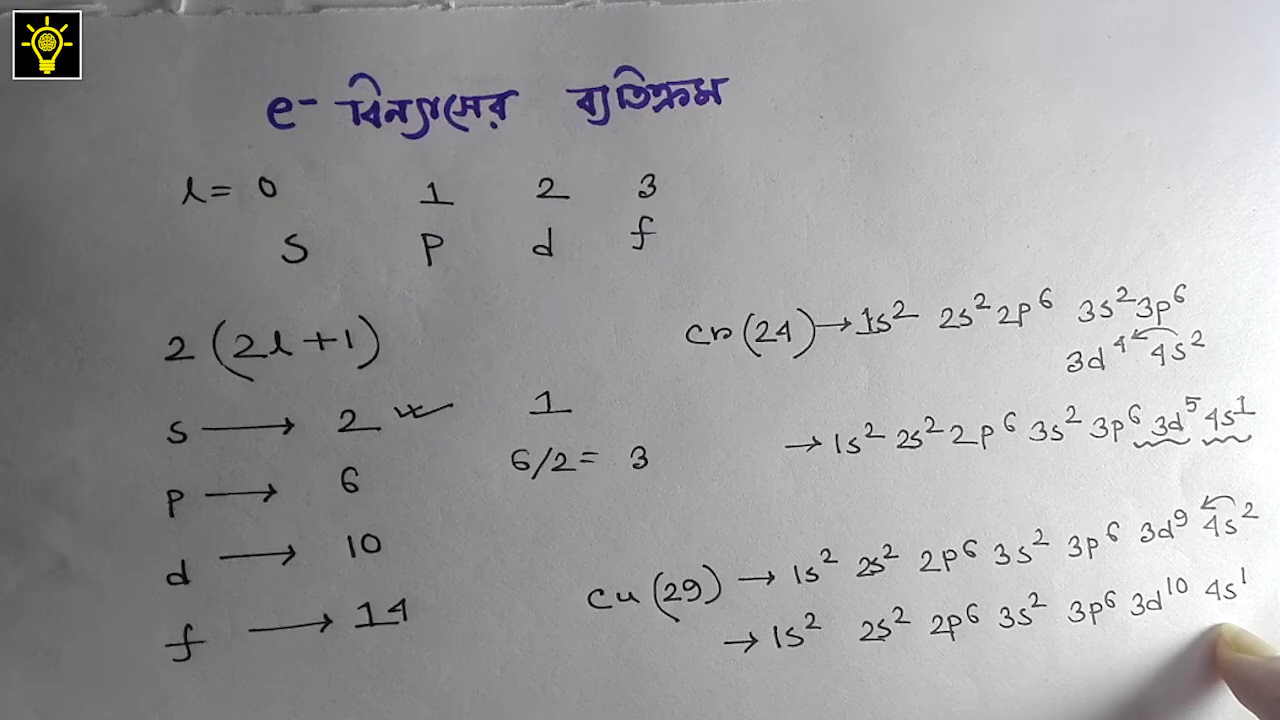 e- বিন্যাসের ব্যতিক্রম
l = 0 1 2 3
s p d f
2 (2l+1)
s → 2
p → 6
d → 10
f → 14
1
6/2 = 3
Cr (24) → 1s² 2s² 2p⁶ 3s² 3p⁶
3d⁴ 4s²
→ 1s² 2s² 2p⁶ 3s² 3p⁶ 3d⁵ 4s¹
Cu (29) → 1s² 2s² 2p⁶ 3s² 3p⁶ 3d⁹ 4s²
→ 1s² 2s² 2p⁶ 3s² 3p⁶ 3d¹⁰ 4s¹